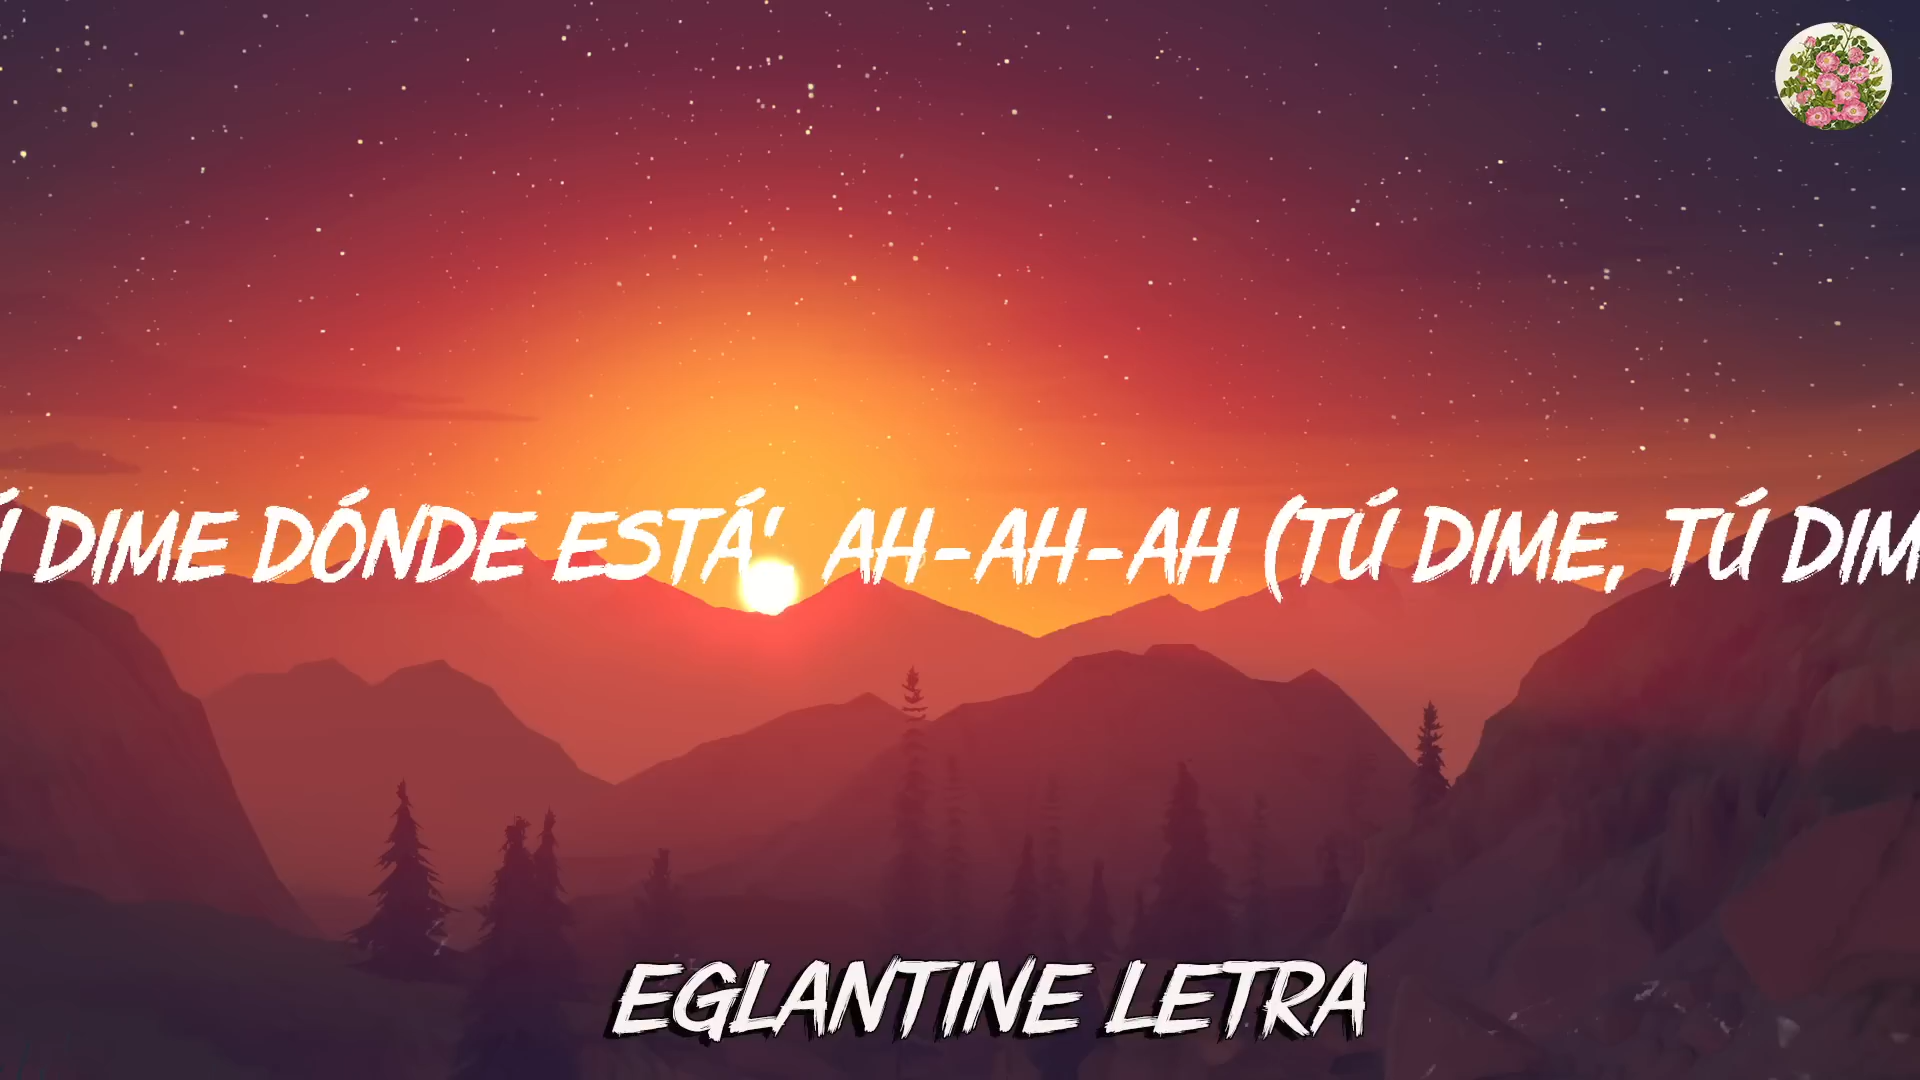 Ú DIME DÓNDE ESTÁ' AH-AH-AH (TÚ DIME, TÚ DIM
EGLANTINE LETRA